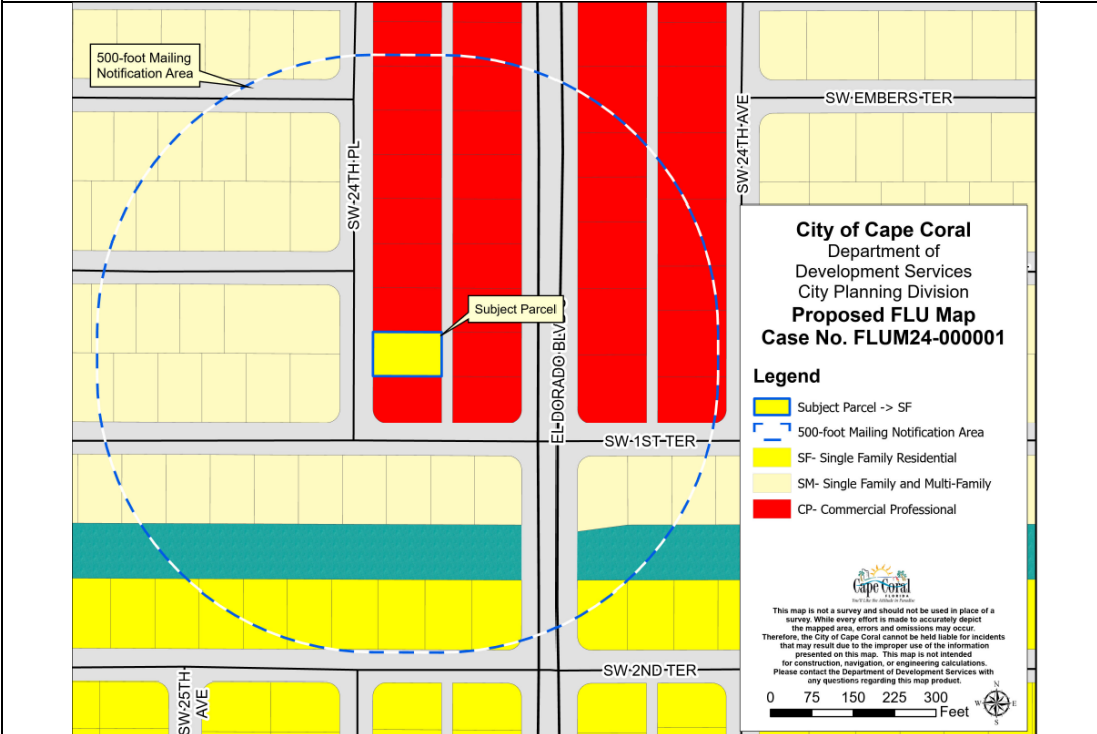 500-foot Mailing
Notification Area
SW 24TH PL
SW 24TH AVE
SW EMBERS TER
Subject Parcel
EL DORADO BLV
SW 1ST TER
SW 2ND TER
SW 25TH
AVE
City of Cape Coral
Department of
Development Services
City Planning Division
Proposed FLU Map
Case No. FLUM24-000001
Legend
Subject Parcel -> SF
500-foot Mailing Notification Area
SF- Single Family Residential
SM- Single Family and Multi-Family
CP- Commercial Professional
Cape Coral
FLORIDA
This map is not a survey and should not be used in place of a
survey. While every effort is made to accurately depict
the mapped area, errors and omissions may occur.
Therefore, the City of Cape Coral cannot be held liable for incidents
that may result due to the improper use of the information
presented on this map. This map is not intended
for construction, navigation, or engineering calculations.
Please contact the Department of Development Services with
any questions regarding this map product.
0 75 150 225 300
Feet
N
W E
S